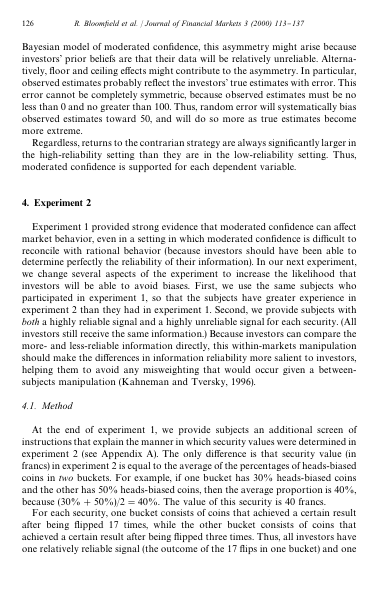 126 R. Bloomfield et al. / Journal of Financial Markets 3 (2000) 113–137
Bayesian model of moderated confidence, this asymmetry might arise because
investors' prior beliefs are that their data will be relatively unreliable. Alterna-
tively, floor and ceiling effects might contribute to the asymmetry. In particular,
observed estimates probably reflect the investors' true estimates with error. This
error cannot be completely symmetric, because observed estimates must be no
less than 0 and no greater than 100. Thus, random error will systematically bias
observed estimates toward 50, and will do so more as true estimates become
more extreme.
Regardless, returns to the contrarian strategy are always significantly larger in
the high-reliability setting than they are in the low-reliability setting. Thus,
moderated confidence is supported for each dependent variable.
4. Experiment 2
Experiment 1 provided strong evidence that moderated confidence can affect
market behavior, even in a setting in which moderated confidence is difficult to
reconcile with rational behavior (because investors should have been able to
determine perfectly the reliability of their information). In our next experiment,
we change several aspects of the experiment to increase the likelihood that
investors will be able to avoid biases. First, we use the same subjects who
participated in experiment 1, so that the subjects have greater experience in
experiment 2 than they had in experiment 1. Second, we provide subjects with
both a highly reliable signal and a highly unreliable signal for each security. (All
investors still receive the same information.) Because investors can compare the
more- and less-reliable information directly, this within-markets manipulation
should make the differences in information reliability more salient to investors,
helping them to avoid any misweighting that would occur given a between-
subjects manipulation (Kahneman and Tversky, 1996).
4.1. Method
At the end of experiment 1, we provide subjects an additional screen of
instructions that explain the manner in which security values were determined in
experiment 2 (see Appendix A). The only difference is that security value (in
francs) in experiment 2 is equal to the average of the percentages of heads-biased
coins in two buckets. For example, if one bucket has 30% heads-biased coins
and the other has 50% heads-biased coins, then the average proportion is 40%,
because (30% + 50%)/2 = 40%. The value of this security is 40 francs.
For each security, one bucket consists of coins that achieved a certain result
after being flipped 17 times, while the other bucket consists of coins that
achieved a certain result after being flipped three times. Thus, all investors have
one relatively reliable signal (the outcome of the 17 flips in one bucket) and one